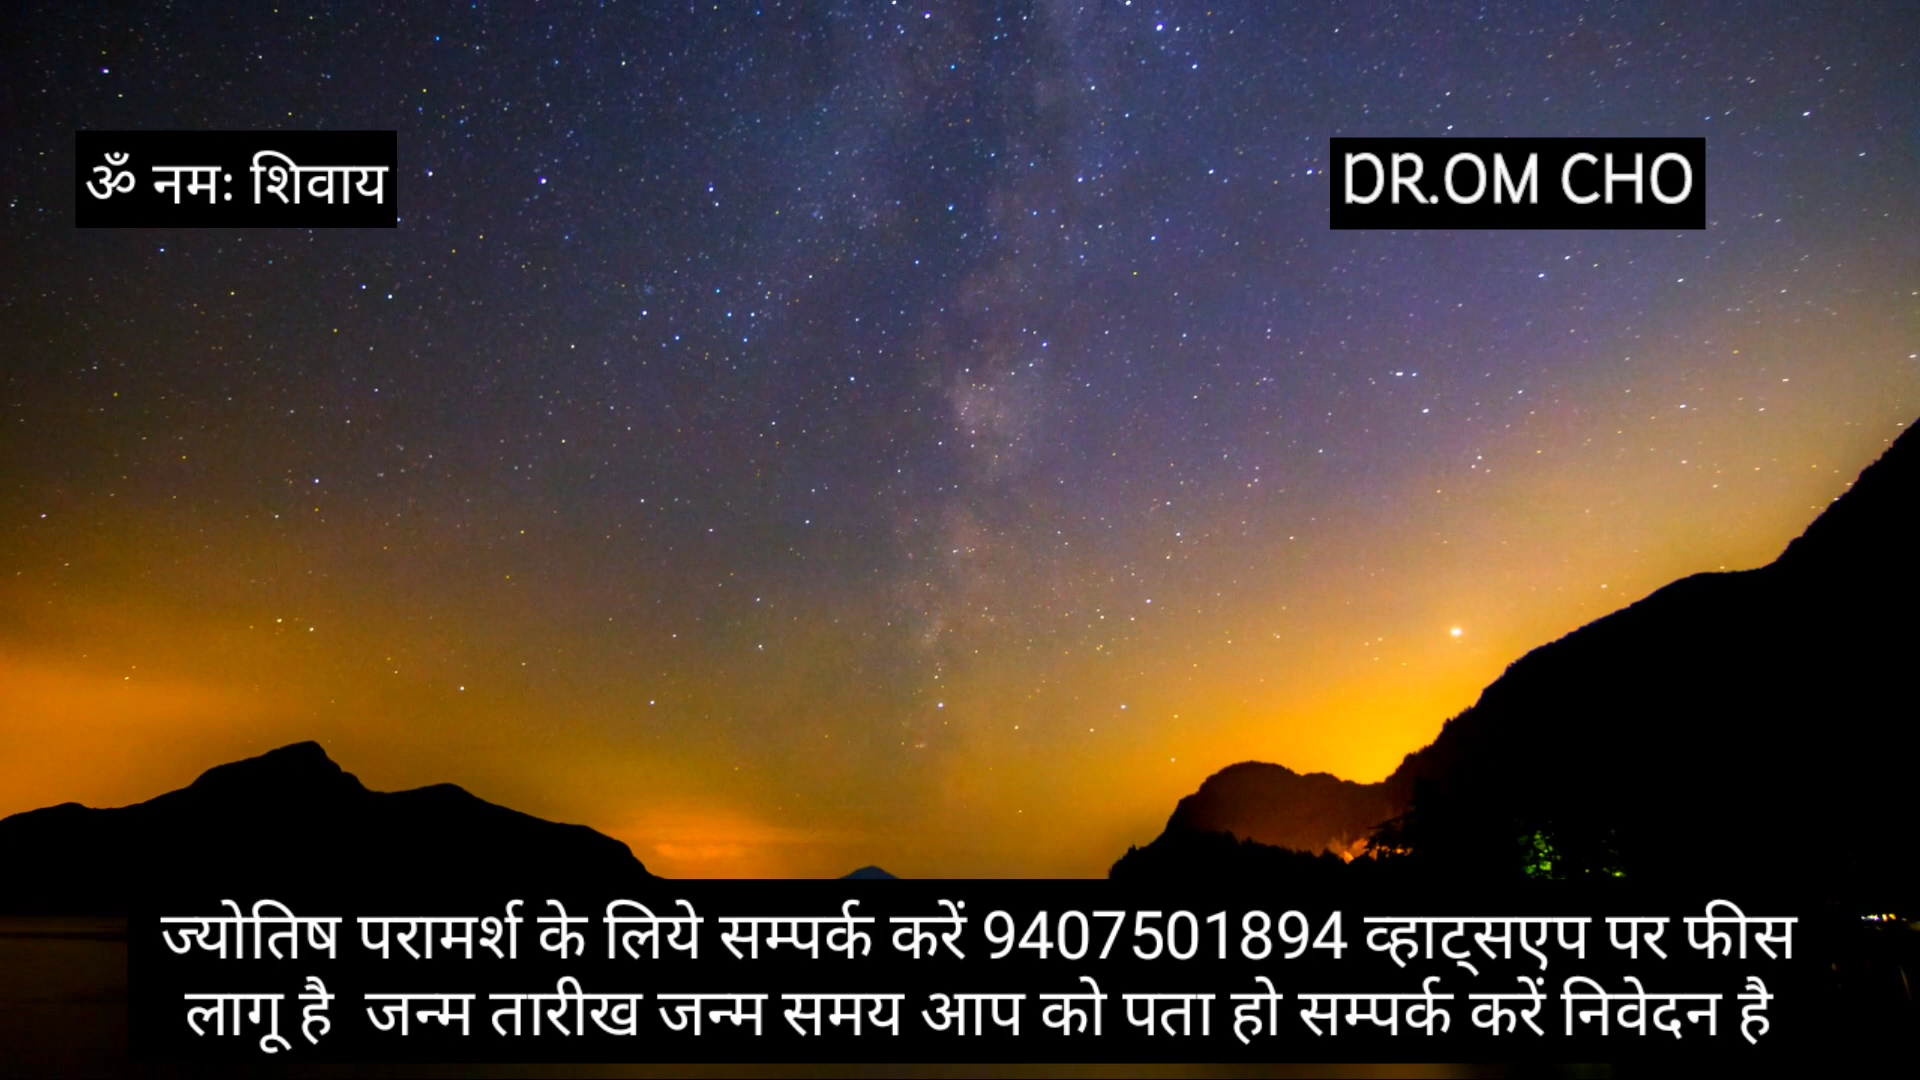 ॐ नमः शिवाय
DR.OM CHO
ज्योतिष परामर्श के लिये सम्पर्क करें 9407501894 व्हाट्सएप पर फीस
लागू है जन्म तारीख जन्म समय आप को पता हो सम्पर्क करें निवेदन है